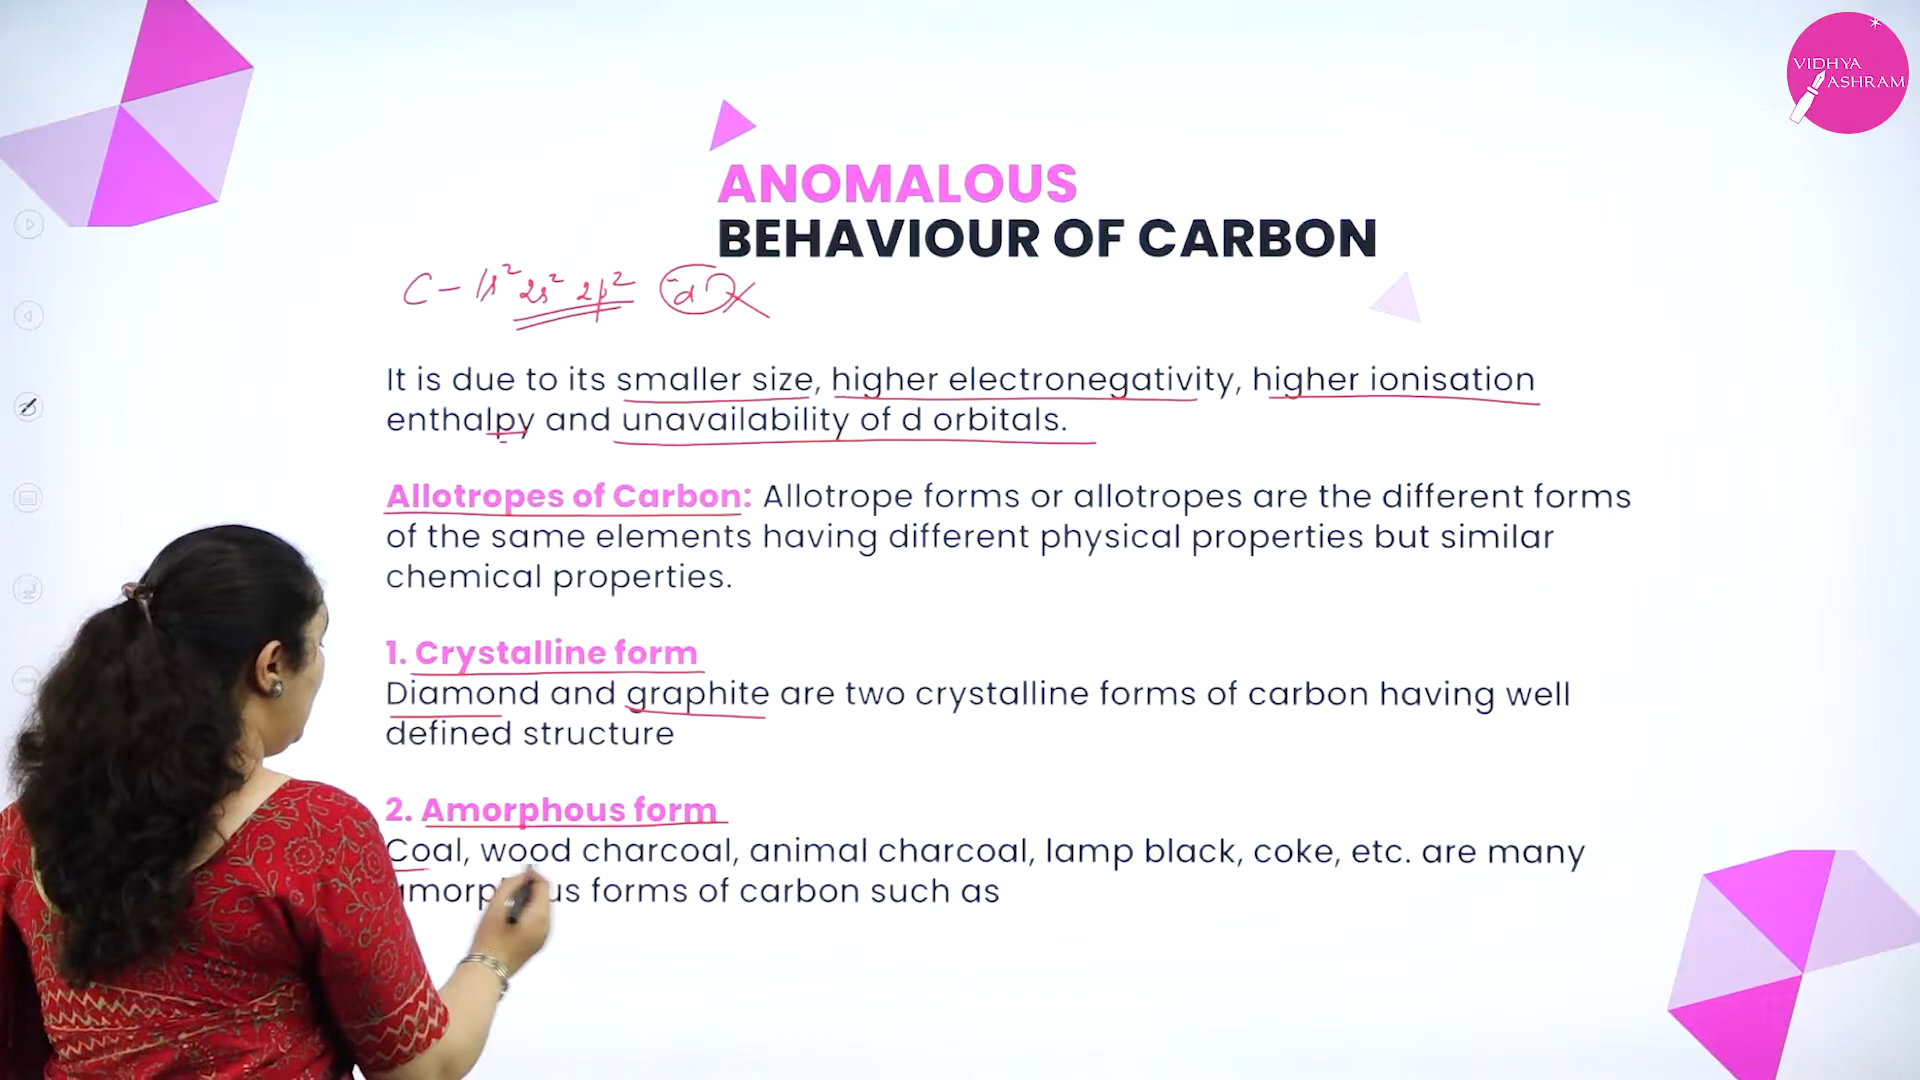 VIDHYA
ASHRAM
ANOMALOUS
BEHAVIOUR OF CARBON
C – 1s² 2s² 2p² d
It is due to its smaller size, higher electronegativity, higher ionisation
enthalpy and unavailability of d orbitals.
Allotropes of Carbon: Allotrope forms or allotropes are the different forms
of the same elements having different physical properties but similar
chemical properties.
1. Crystalline form
Diamond and graphite are two crystalline forms of carbon having well
defined structure
2. Amorphous form
Coal, wood charcoal, animal charcoal, lamp black, coke, etc. are many
amorphous forms of carbon such as